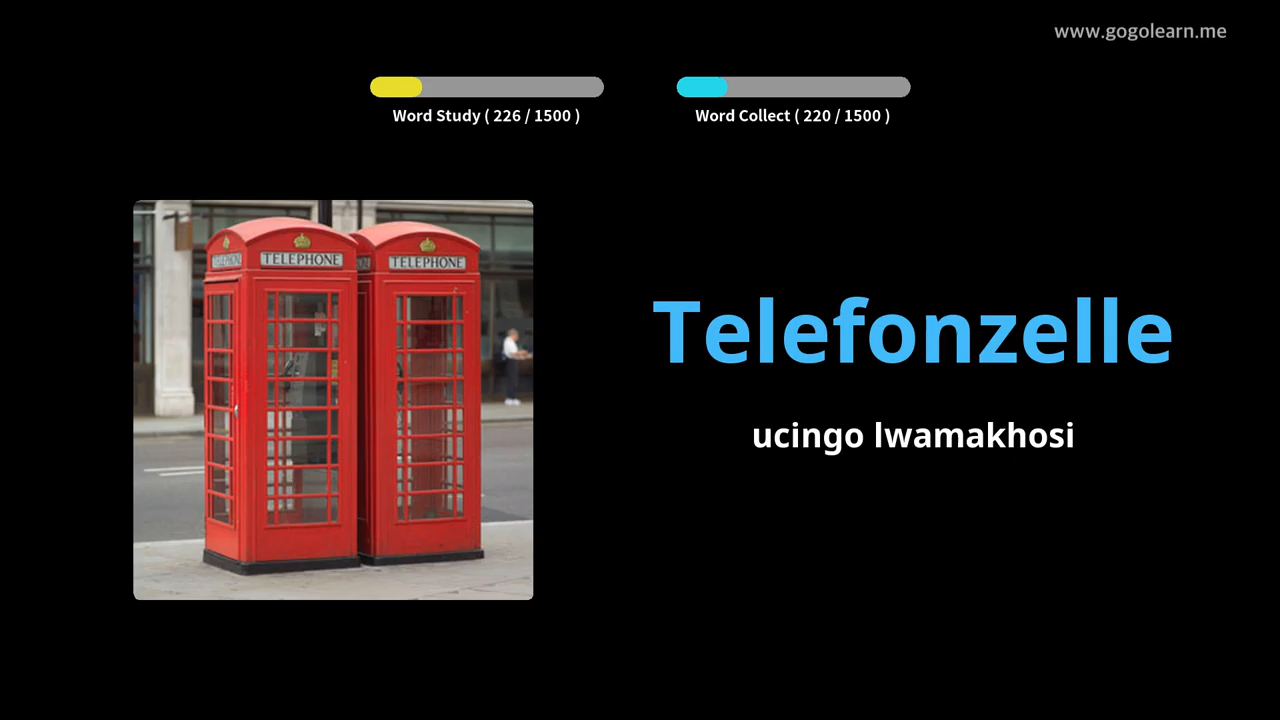 www.gogolearn.me
Word Study ( 226 / 1500 )
Word Collect ( 220 / 1500 )
TELEPHONE
TELEPHONE
Telefonzelle
ucingo lwamakhosi